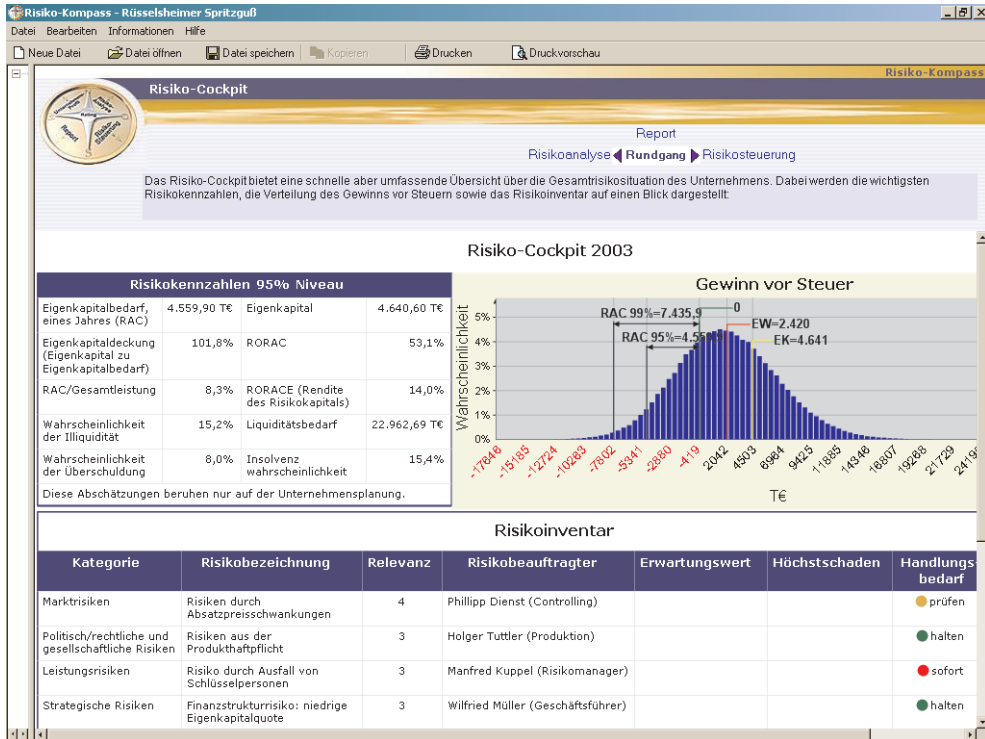 Risiko-Kompass - Rüsselsheimer Spritzguß
Datei Bearbeiten Informationen Hilfe
Neue Datei Datei öffnen Datei speichern Kopieren Drucken Druckvorschau
Risiko-Kompass
Risiko-Cockpit
Rating
Report
Report
Risikoanalyse Rundgang Risikosteuerung
Das Risiko-Cockpit bietet eine schnelle aber umfassende Übersicht über die Gesamtrisikosituation des Unternehmens. Dabei werden die wichtigsten
Risikokennzahlen, die Verteilung des Gewinns vor Steuern sowie das Risikoinventar auf einen Blick dargestellt:
Risiko-Cockpit 2003
Risikokennzahlen 95% Niveau
Eigenkapitalbedarf, 4.559,90 T€ Eigenkapital 4.640,60 T€
eines Jahres (RAC)
Eigenkapitaldeckung 101,8% RORAC 53,1%
(Eigenkapital zu
Eigenkapitalbedarf)
RAC/Gesamtleistung 8,3% RORACE (Rendite 14,0%
des Risikokapitals)
Wahrscheinlichkeit 15,2% Liquiditätsbedarf 22.962,69 T€
der Illiquidität
Wahrscheinlichkeit 8,0% Insolvenz 15,4%
der Überschuldung wahrscheinlichkeit
Diese Abschätzungen beruhen nur auf der Unternehmensplanung.
Gewinn vor Steuer
Wahrscheinlichkeit
5%
4%
3%
2%
1%
0%
RAC 99%=7.435,9
0
EW=2.420
RAC 95%=4.559,9
EK=4.641
-17646 -15185 -12724 -10263 -7802 -5341 -2880 -419 2042 4503 6964 9425 11885 14346 16807 19268 21729 2419
T€
Risikoinventar
Kategorie Risikobezeichnung Relevanz Risikobeauftragter Erwartungswert Höchstschaden Handlungs-
bedarf
Marktrisiken Risiken durch 4 Phillipp Dienst (Controlling) prüfen
Absatzpreisschwankungen
Politisch/rechtliche und Risiken aus der 3 Holger Tuttler (Produktion) halten
gesellschaftliche Risiken Produkthaftpflicht
Leistungsrisiken Risiko durch Ausfall von 3 Manfred Kuppel (Risikomanager) sofort
Schlüsselpersonen
Strategische Risiken Finanzstrukturrisiko: niedrige 3 Wilfried Müller (Geschäftsführer) halten
Eigenkapitalquote